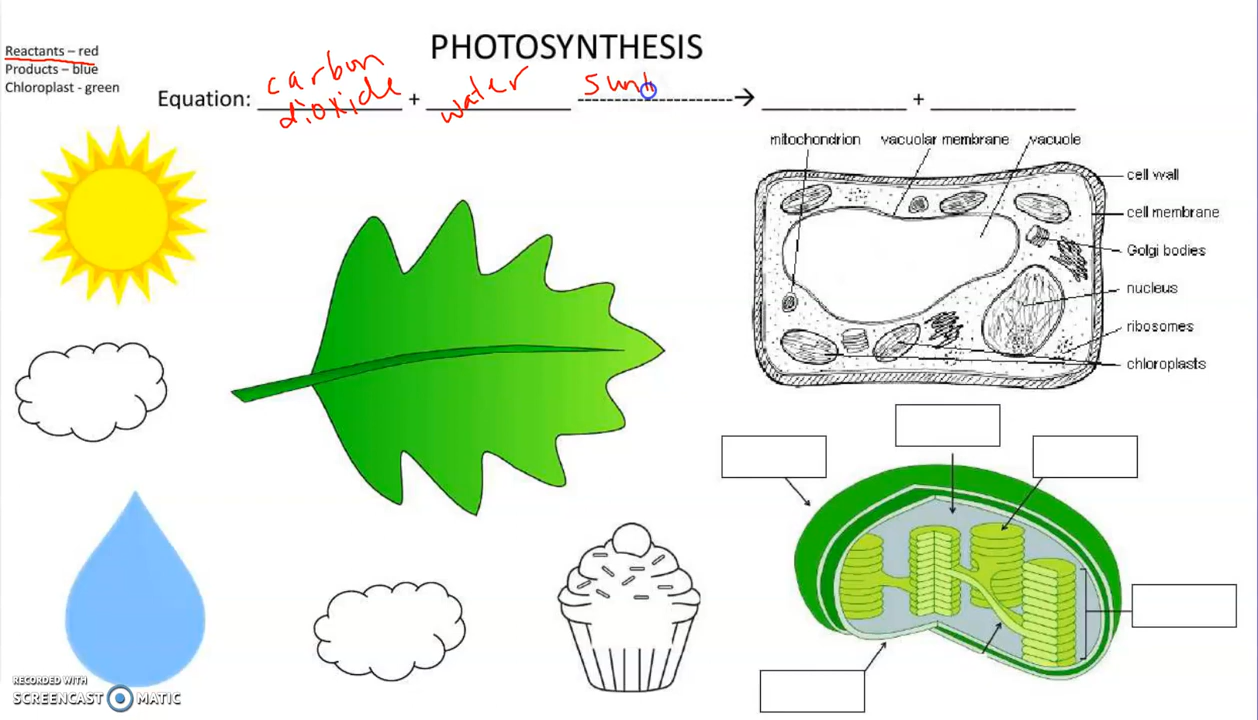 PHOTOSYNTHESIS
Reactants – red
Products – blue
Chloroplast - green
Equation: carbon dioxide + water sun → +
mitochondrion vacuolar membrane vacuole
cell wall
cell membrane
Golgi bodies
nucleus
ribosomes
chloroplasts
RECORDED WITH
SCREENCAST MATIC